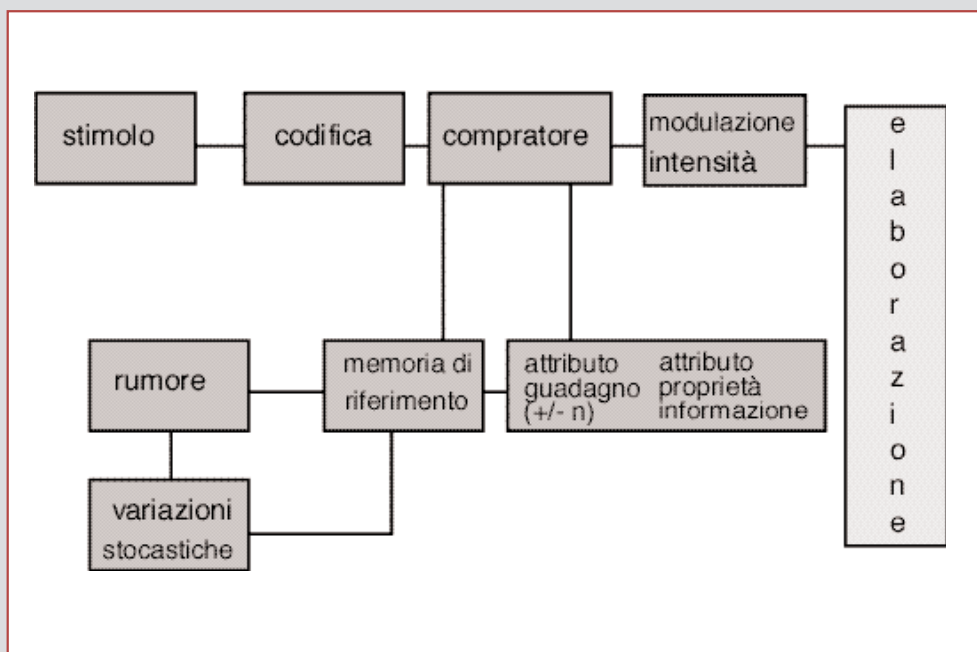 stimolo
codifica
compratore
modulazione
intensità
rumore
memoria di
riferimento
attributo
guadagno
(+/- n)
attributo
proprietà
informazione
variazioni
stocastiche
e
l
a
b
o
r
a
z
i
o
n
e